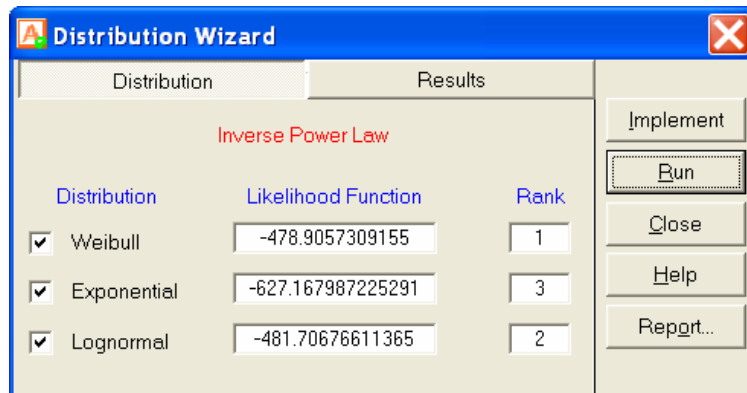 Distribution Wizard
Distribution Results
Inverse Power Law
Distribution Likelihood Function Rank
Weibull -478.9057309155 1
Exponential -627.167987225291 3
Lognormal -481.70676611365 2
Implement
Run
Close
Help
Report...